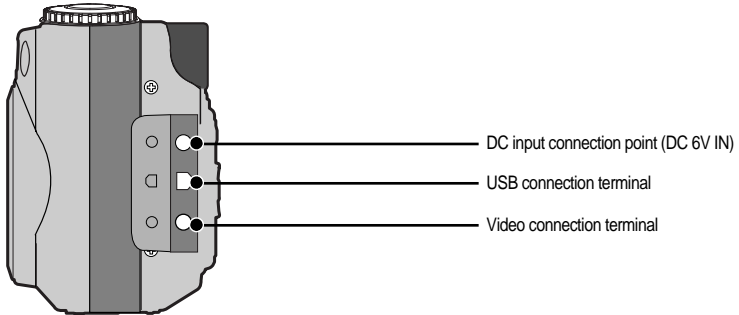 DC input connection point (DC 6V IN)
USB connection terminal
Video connection terminal